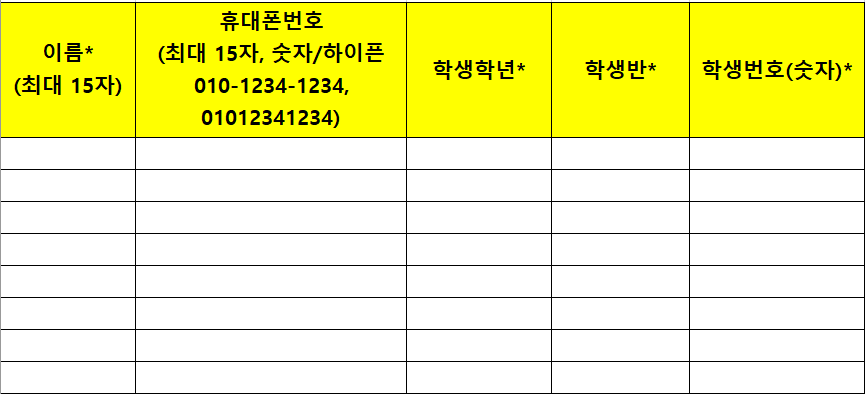 이름*
(최대 15자)
휴대폰번호
(최대 15자, 숫자/하이픈
010-1234-1234,
01012341234)
학생학년*
학생반*
학생번호(숫자)*